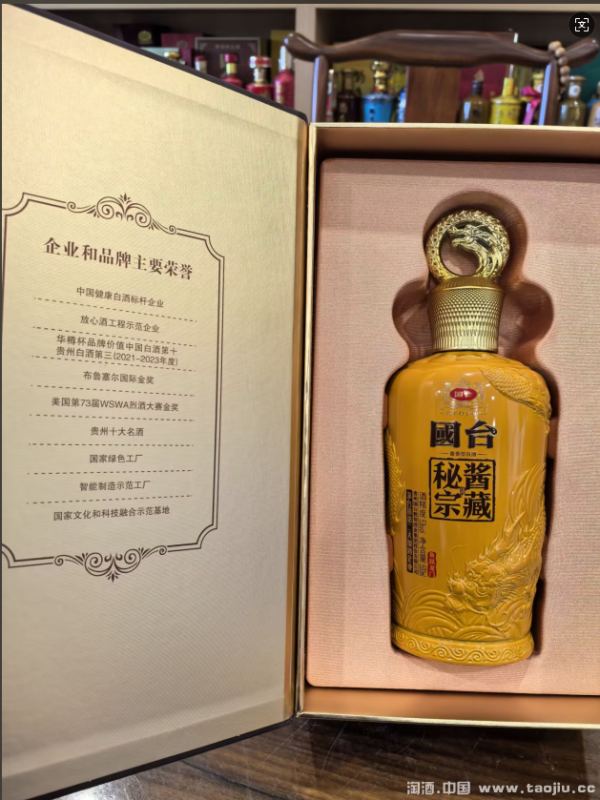 企业和品牌主要荣誉
中国健康白酒标杆企业
放心酒工程示范企业
华樽杯品牌价值中国白酒第十
贵州白酒第三(2021-2023年度)
布鲁塞尔国际金奖
美国第73届WSWA烈酒大赛金奖
贵州十大名酒
国家绿色工厂
智能制造示范工厂
国家文化和科技融合示范基地
国台
國台
酱藏
秘宗
淘酒.中国 www.taojiu.cc